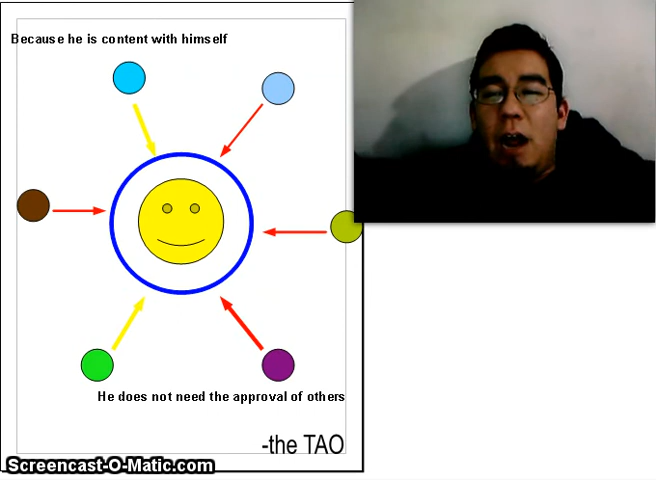 Because he is content with himself
He does not need the approval of others
-the TAO
Screencast-O-Matic.com